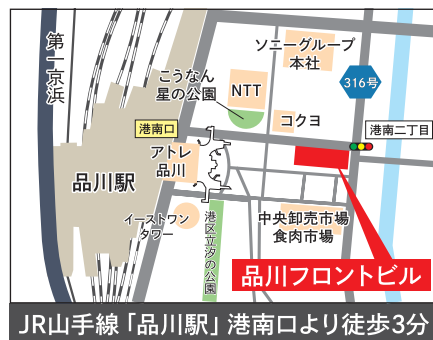 第一京浜
ソニーグループ
本社
こうなん
星の公園
NTT
316号
コクヨ
港南口
港南二丁目
アトレ
品川
品川駅
イーストワン
タワー
港区立汐の公園
中央卸売市場
食肉市場
品川フロントビル
JR山手線「品川駅」港南口より徒歩3分